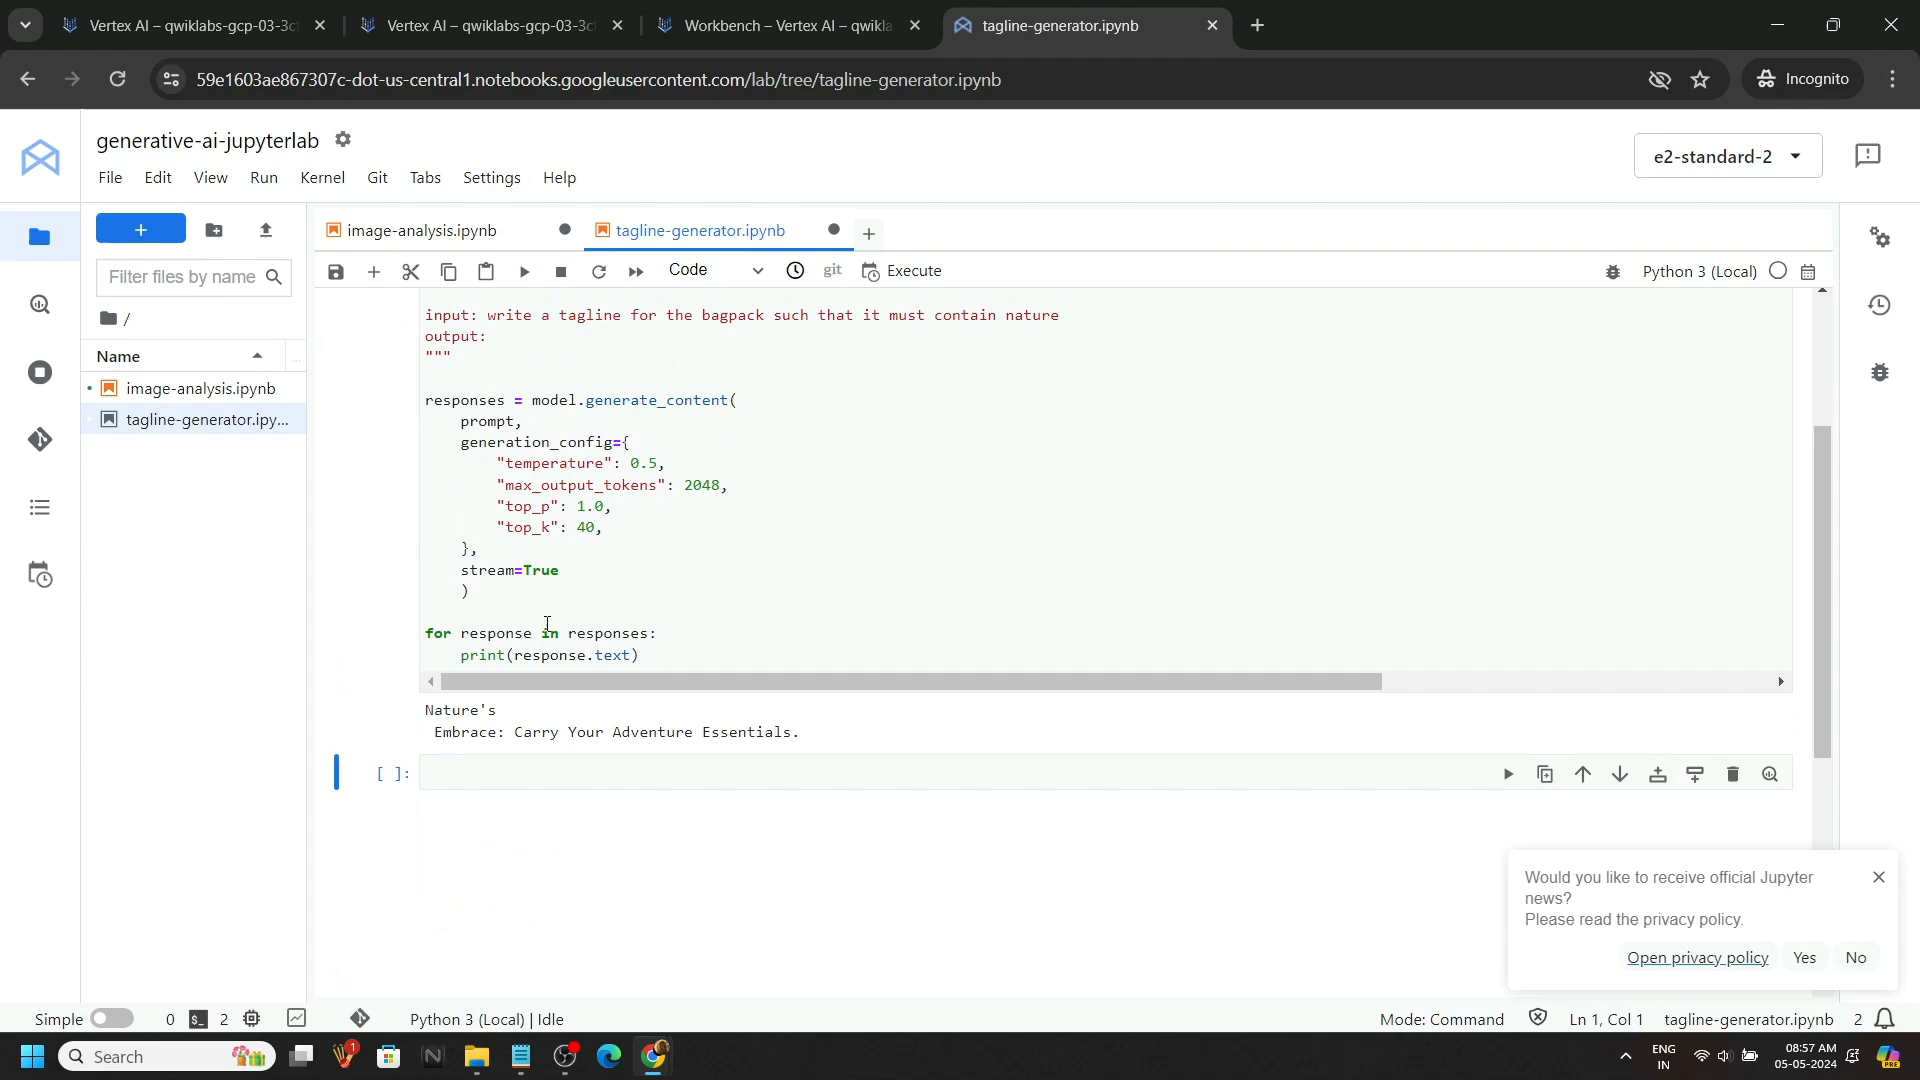 Vertex AI – qwiklabs-gcp-03-3c
Vertex AI – qwiklabs-gcp-03-3c
Workbench – Vertex AI – qwikla
tagline-generator.ipynb
59e1603ae867307c-dot-us-central1.notebooks.googleusercontent.com/lab/tree/tagline-generator.ipynb
Incognito
generative-ai-jupyterlab
File Edit View Run Kernel Git Tabs Settings Help
e2-standard-2
Filter files by name
/
Name
image-analysis.ipynb
tagline-generator.ipy...
image-analysis.ipynb
tagline-generator.ipynb
Code
git
Execute
Python 3 (Local)
input: write a tagline for the bagpack such that it must contain nature
output:
"""
responses = model.generate_content(
prompt,
generation_config={
"temperature": 0.5,
"max_output_tokens": 2048,
"top_p": 1.0,
"top_k": 40,
},
stream=True
)
for response in responses:
print(response.text)
Nature's
Embrace: Carry Your Adventure Essentials.
[ ]:
Would you like to receive official Jupyter
news?
Please read the privacy policy.
Open privacy policy Yes No
Simple 0 2 Python 3 (Local) | Idle Mode: Command Ln 1, Col 1 tagline-generator.ipynb 2
Search
1
ENG
IN
08:57 AM
05-05-2024
PRE